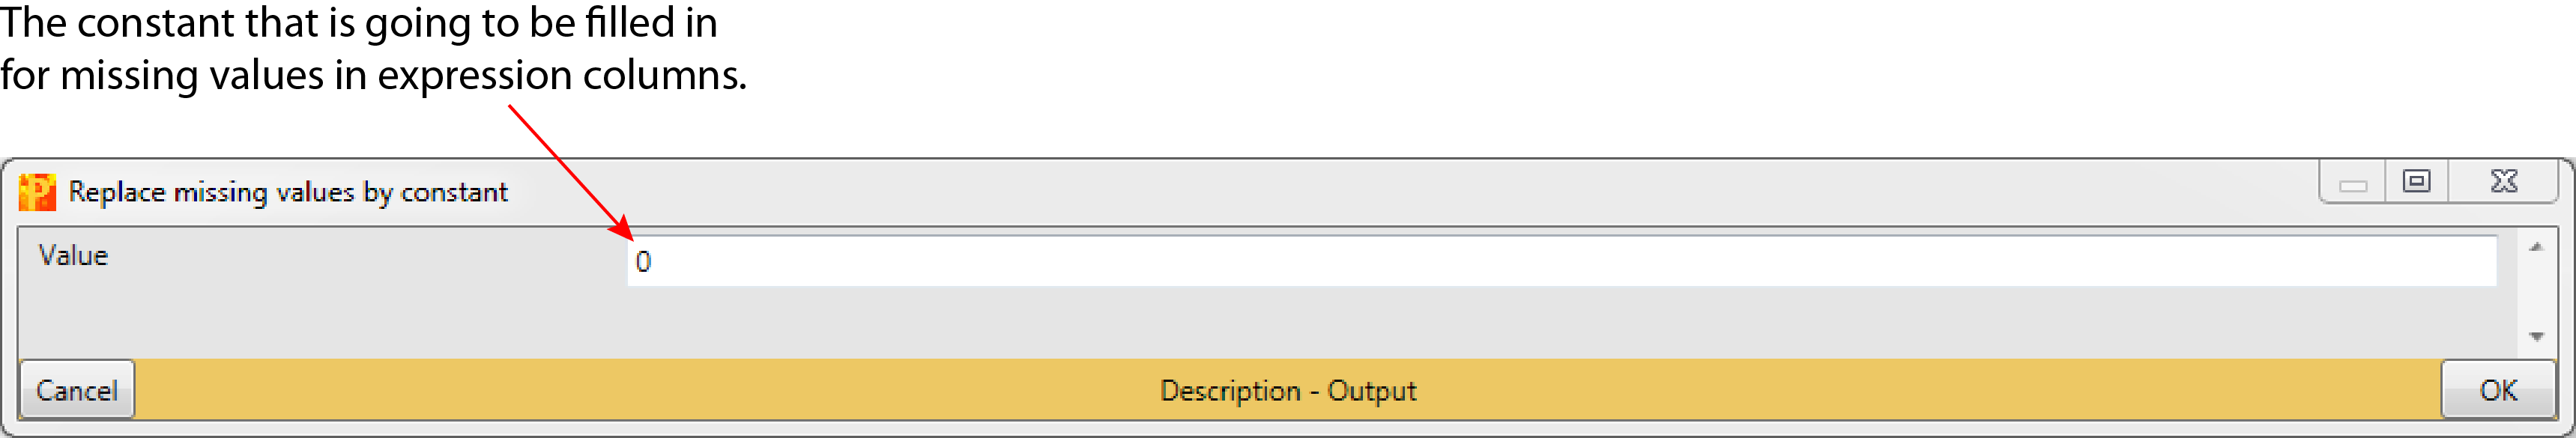 The constant that is going to be filled in
for missing values in expression columns.
Replace missing values by constant
Value
0
Cancel
Description - Output
OK